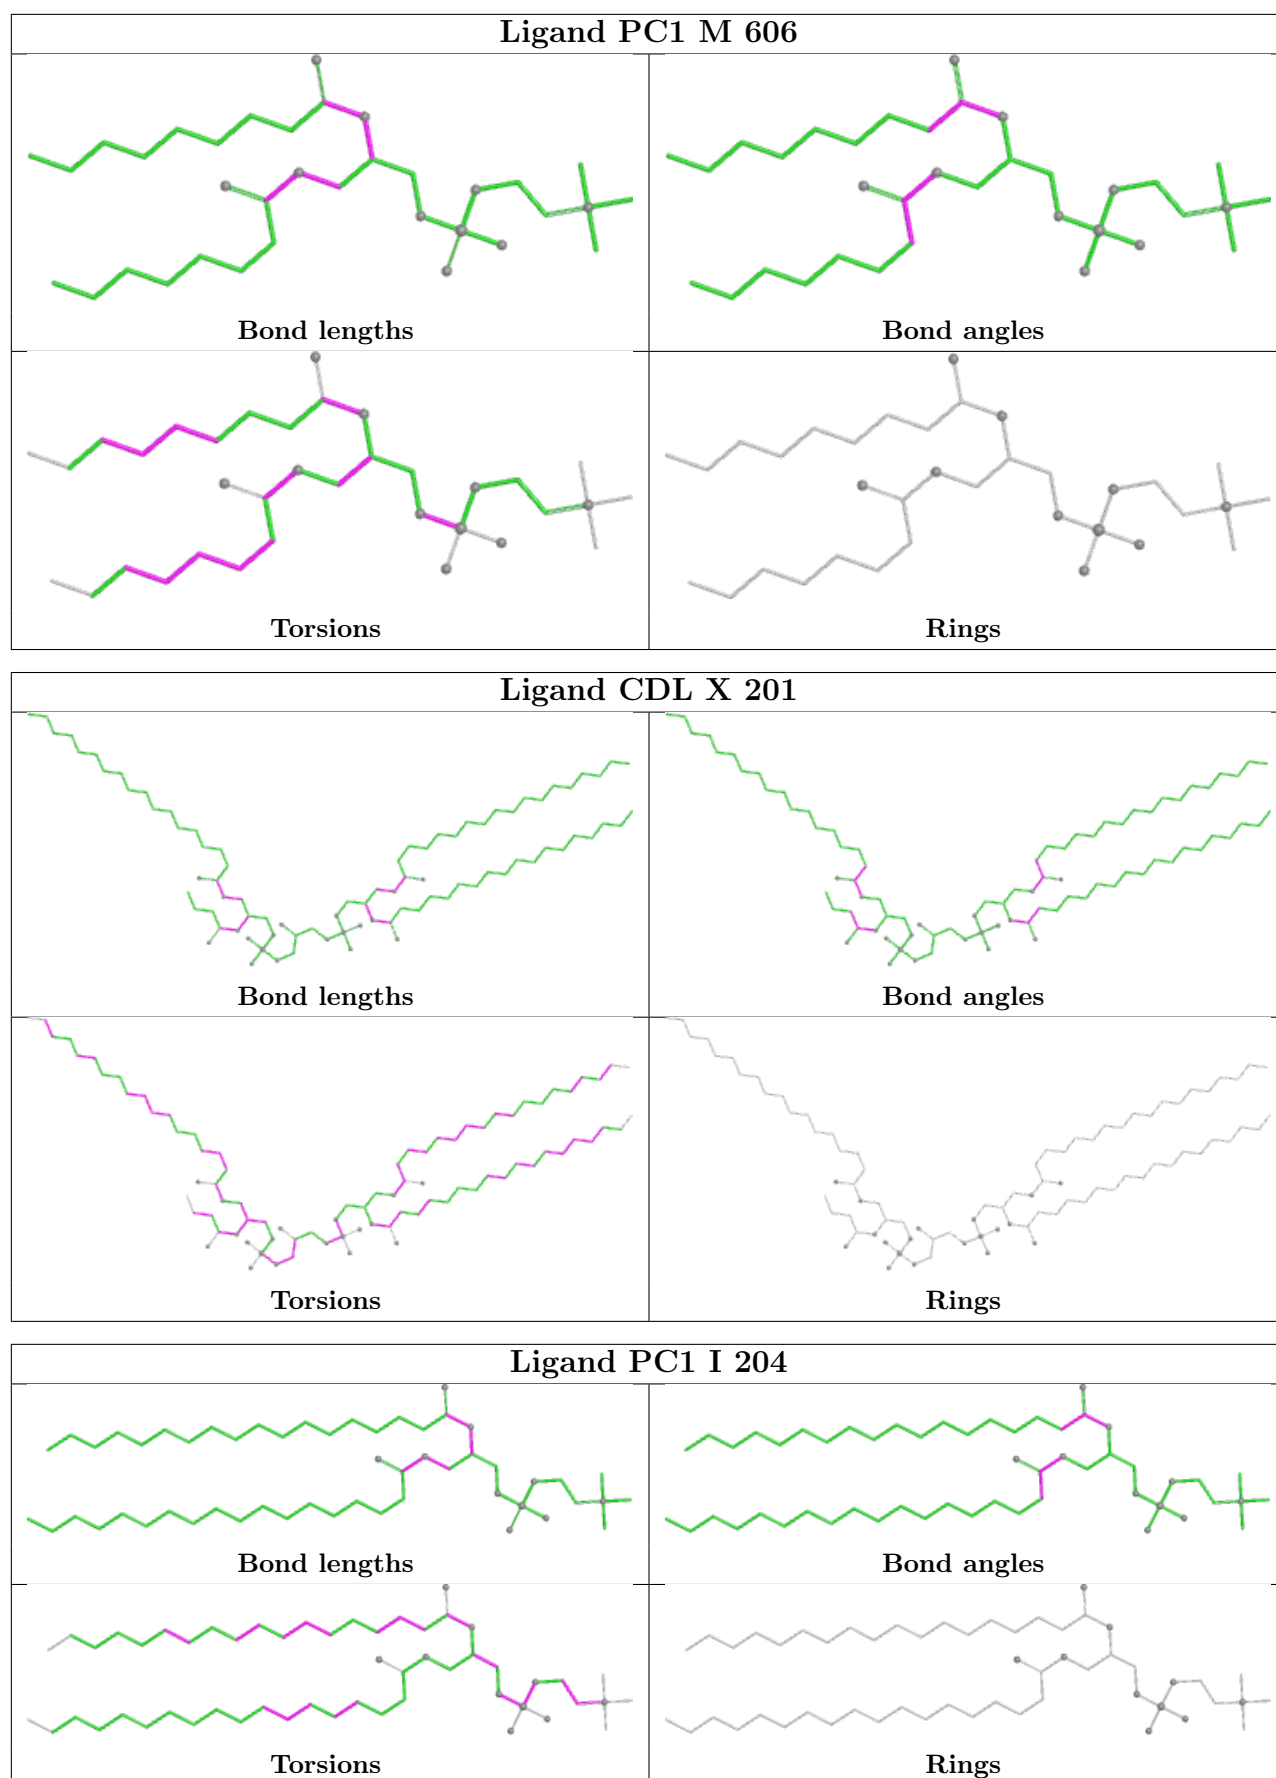 Ligand PC1 M 606
Bond lengths
Bond angles
Torsions
Rings
Ligand CDL X 201
Bond lengths
Bond angles
Torsions
Rings
Ligand PC1 I 204
Bond lengths
Bond angles
Torsions
Rings